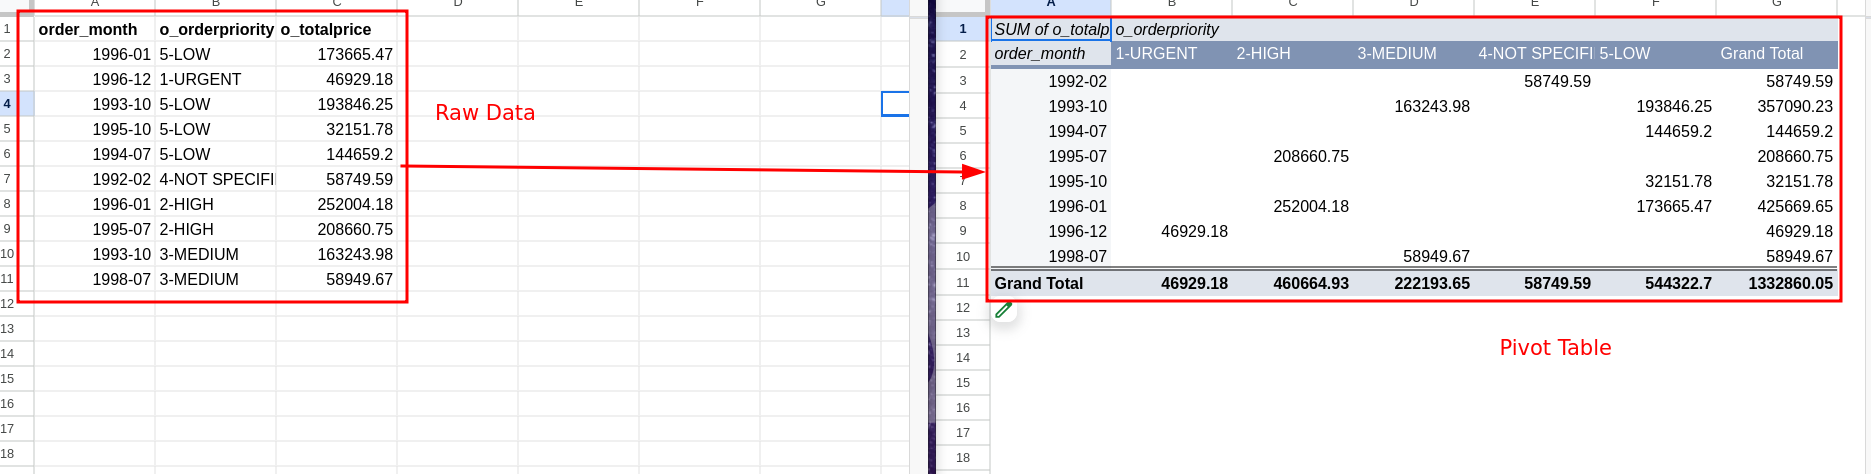 A B C D E F G
1 order_month o_orderpriority o_totalprice
2 1996-01 5-LOW 173665.47
3 1996-12 1-URGENT 46929.18
4 1993-10 5-LOW 193846.25
5 1995-10 5-LOW 32151.78
6 1994-07 5-LOW 144659.2
7 1992-02 4-NOT SPECIFI 58749.59
8 1996-01 2-HIGH 252004.18
9 1995-07 2-HIGH 208660.75
10 1993-10 3-MEDIUM 163243.98
11 1998-07 3-MEDIUM 58949.67
12
13
14
15
16
17
18
Raw Data
A B C D E F G
1 SUM of o_totalp o_orderpriority
2 order_month 1-URGENT 2-HIGH 3-MEDIUM 4-NOT SPECIFI 5-LOW Grand Total
3 1992-02 58749.59 58749.59
4 1993-10 163243.98 193846.25 357090.23
5 1994-07 144659.2 144659.2
6 1995-07 208660.75 208660.75
7 1995-10 32151.78 32151.78
8 1996-01 252004.18 173665.47 425669.65
9 1996-12 46929.18 46929.18
10 1998-07 58949.67 58949.67
11 Grand Total 46929.18 460664.93 222193.65 58749.59 544322.7 1332860.05
12
13
14
15
16
17
18
Pivot Table